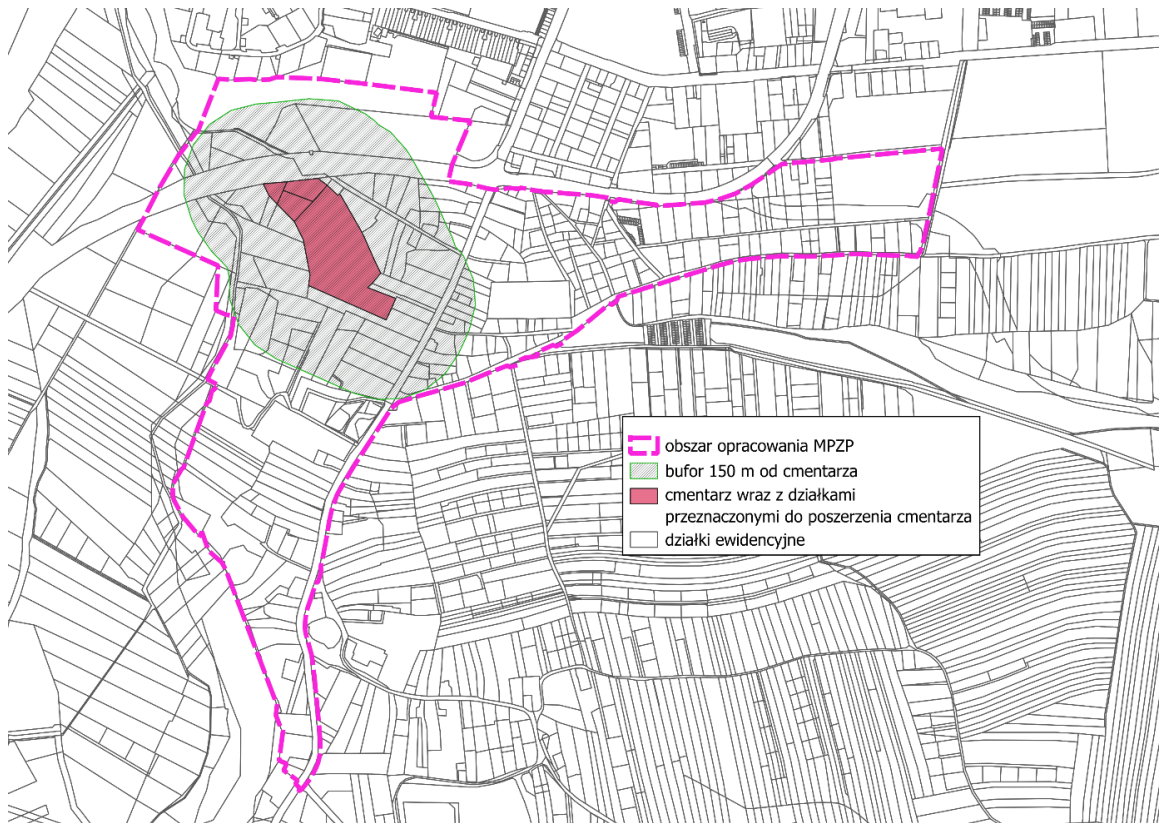 obszar opracowania MPZP
bufor 150 m od cmentarza
cmentarz wraz z działkami
przeznaczonymi do poszerzenia cmentarza
działki ewidencyjne